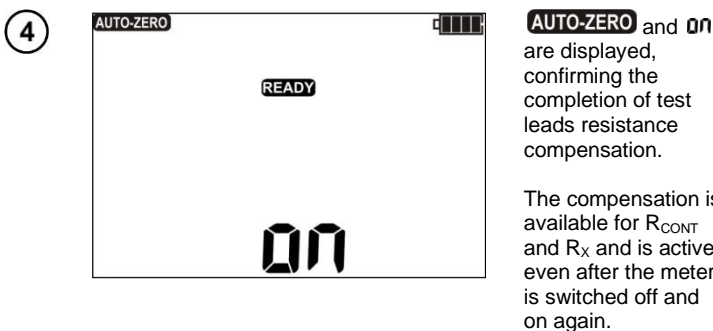 4
AUTO-ZERO
READY
on
AUTO-ZERO and on
are displayed,
confirming the
completion of test
leads resistance
compensation.
The compensation is
available for RCONT
and RX and is active
even after the meter
is switched off and
on again.